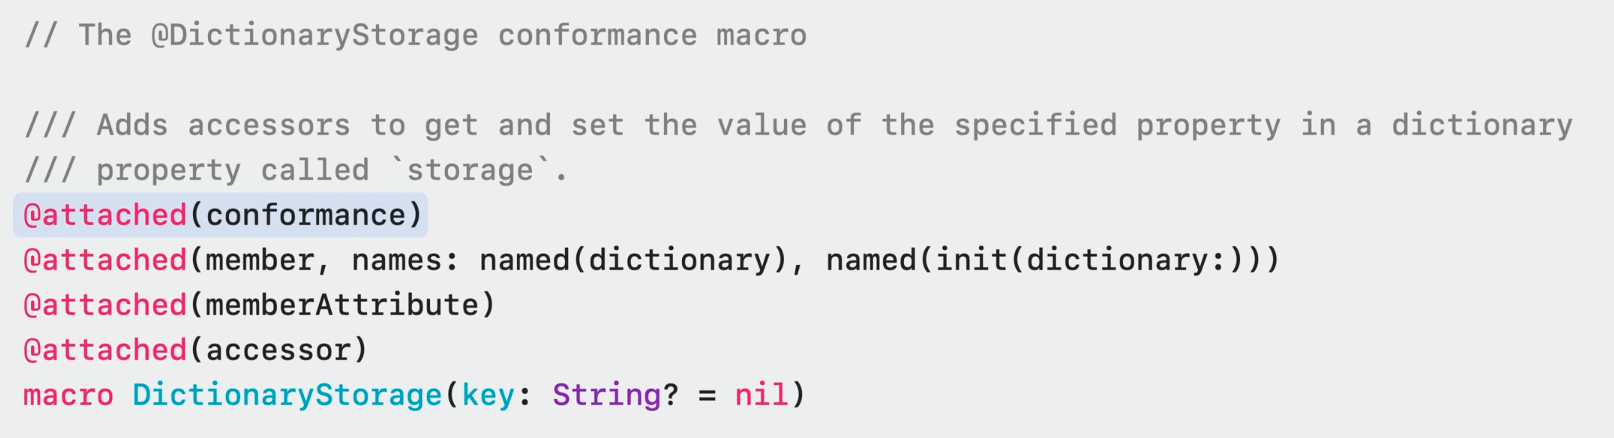 // The @DictionaryStorage conformance macro
/// Adds accessors to get and set the value of the specified property in a dictionary
/// property called `storage`.
@attached(conformance)
@attached(member, names: named(dictionary), named(init(dictionary:)))
@attached(memberAttribute)
@attached(accessor)
macro DictionaryStorage(key: String? = nil)